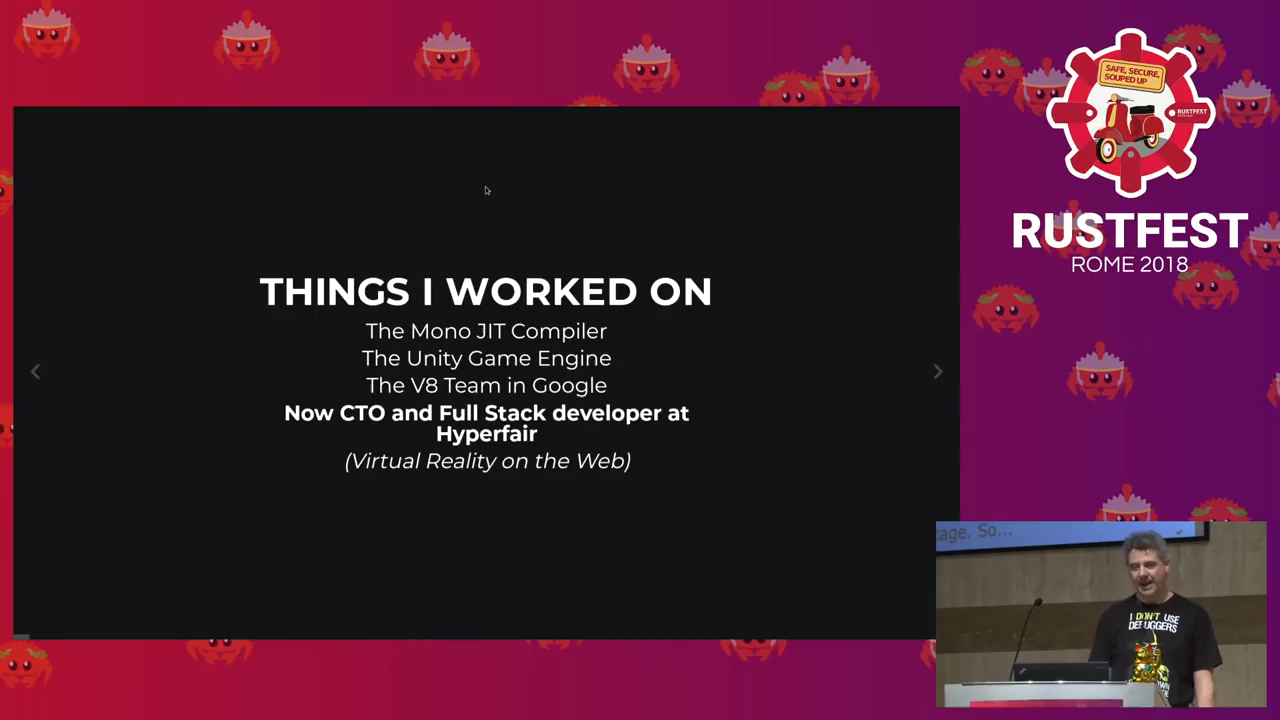 THINGS I WORKED ON
The Mono JIT Compiler
The Unity Game Engine
The V8 Team in Google
Now CTO and Full Stack developer at
Hyperfair
(Virtual Reality on the Web)
SAFE, SECURE,
SOUPED UP
RUSTFEST
RUSTFEST
ROME 2018
tage. So...
I DON'T USE
DEBUGGERS